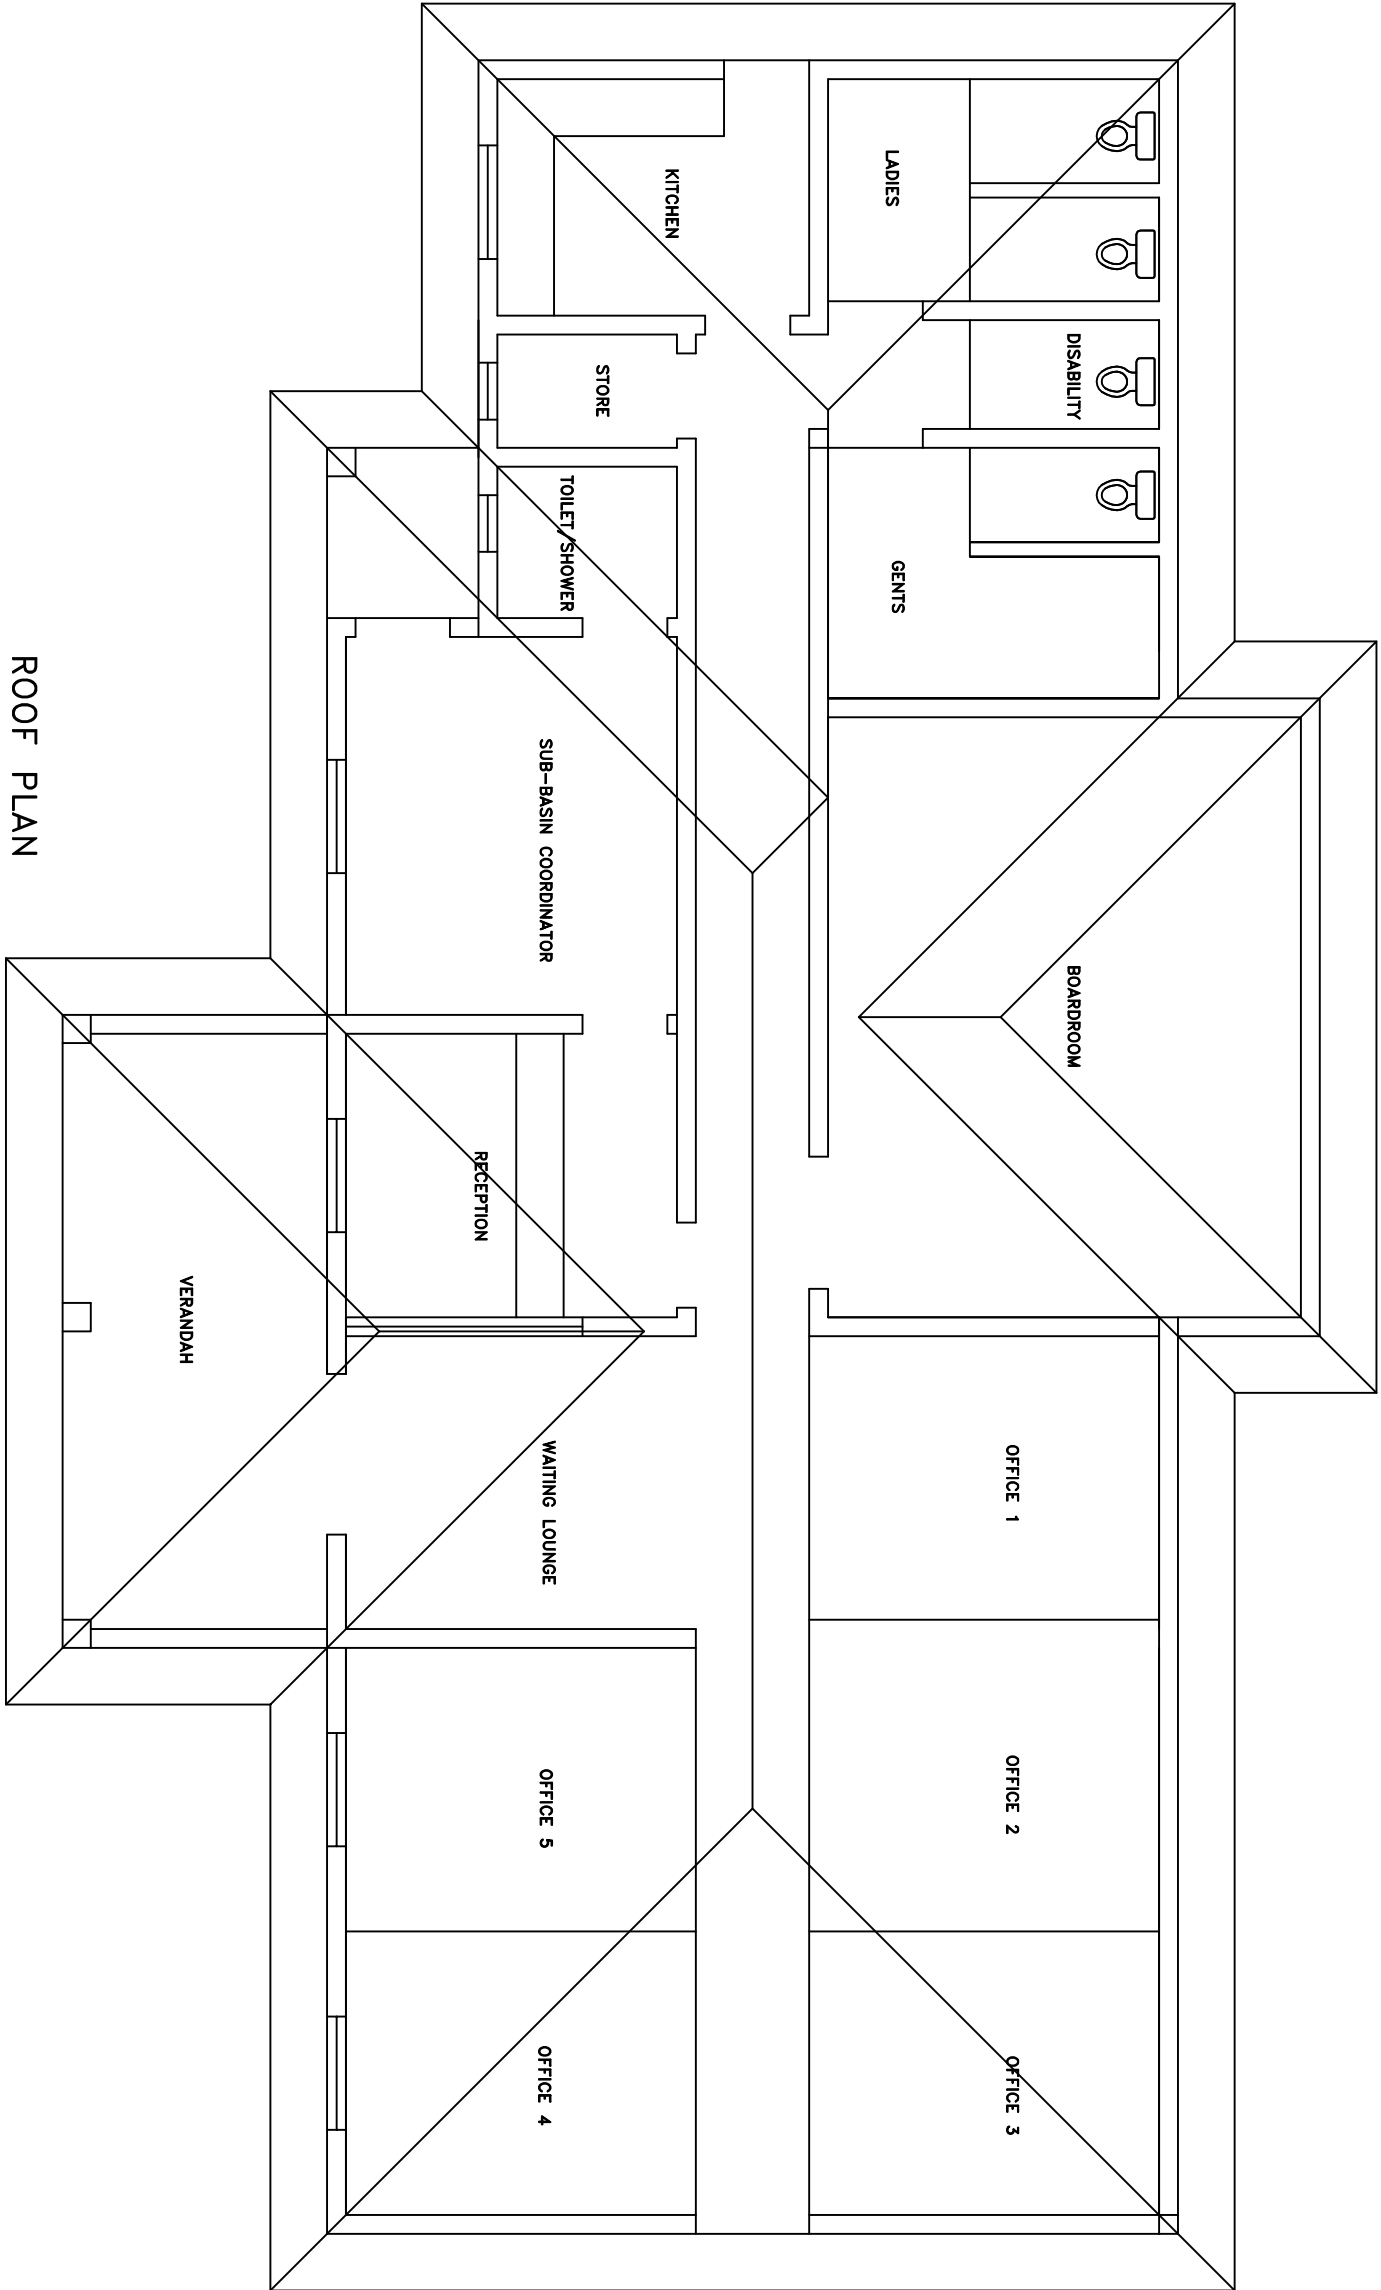 LADIES
DISABILITY
GENTS
BOARDROOM
OFFICE 1
OFFICE 2
OFFICE 3
KITCHEN
STORE
TOILET/SHOWER
SUB-BASIN COORDINATOR
RECEPTION
WAITING LOUNGE
OFFICE 5
OFFICE 4
VERANDAH
ROOF PLAN